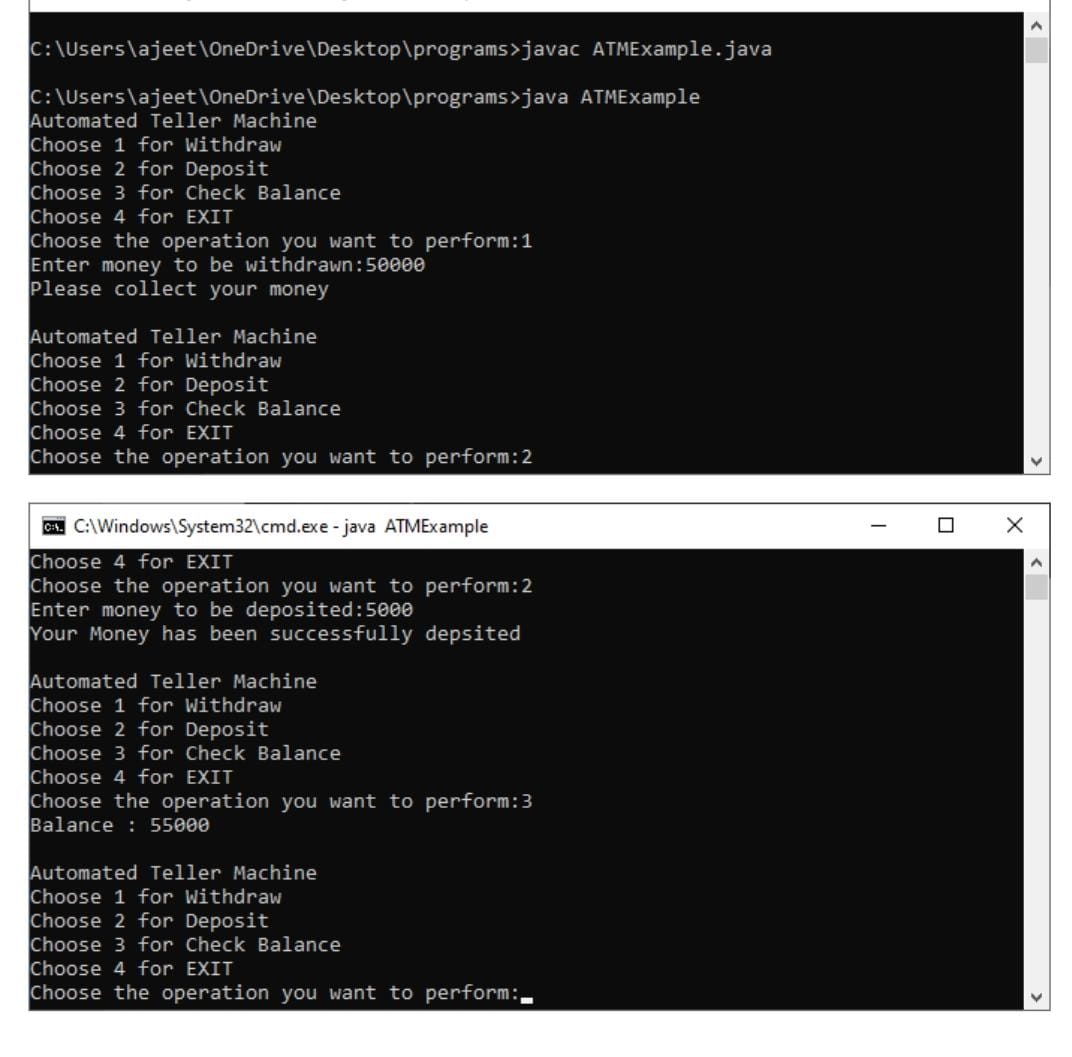 C:\Users\ajeet\OneDrive\Desktop\programs>javac ATMExample.java
C:\Users\ajeet\OneDrive\Desktop\programs>java ATMExample
Automated Teller Machine
Choose 1 for Withdraw
Choose 2 for Deposit
Choose 3 for Check Balance
Choose 4 for EXIT
Choose the operation you want to perform:1
Enter money to be withdrawn:50000
Please collect your money
Automated Teller Machine
Choose 1 for Withdraw
Choose 2 for Deposit
Choose 3 for Check Balance
Choose 4 for EXIT
Choose the operation you want to perform:2
C:\Windows\System32\cmd.exe - java ATMExample
Choose 4 for EXIT
Choose the operation you want to perform:2
Enter money to be deposited:5000
Your Money has been successfully depsited
Automated Teller Machine
Choose 1 for Withdraw
Choose 2 for Deposit
Choose 3 for Check Balance
Choose 4 for EXIT
Choose the operation you want to perform:3
Balance : 55000
Automated Teller Machine
Choose 1 for Withdraw
Choose 2 for Deposit
Choose 3 for Check Balance
Choose 4 for EXIT
Choose the operation you want to perform: